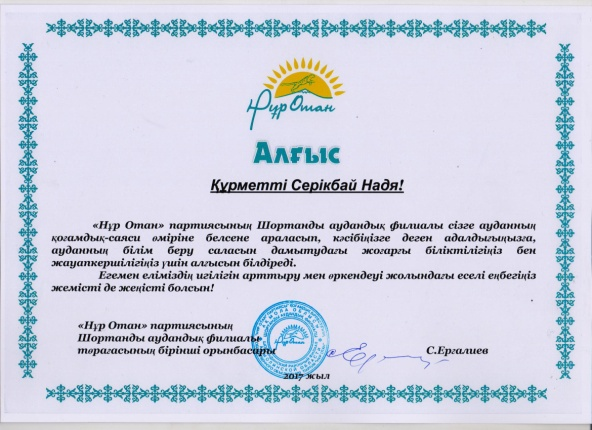 Нұр Отан
Алғыс
Құрметті Серікбай Надя!
«Нұр Отан» партиясының Шортанды аудандық филиалы сізге ауданның
қоғамдық-саяси өміріне белсене араласып, кәсібіңізге деген адалдығыңызға,
ауданның білім беру саласын дамытудағы жоғарғы біліктілігіңіз бен
жауапкершілігіңіз үшін алғысын білдіреді.
Егемен еліміздің игілігін арттыру мен өркендеуі жолындағы еселі еңбегіңіз
жемісті де жеңісті болсын!
«Нұр Отан» партиясының
Шортанды аудандық филиалы
төрағасының бірінші орынбасары
С.Ергалиев
2017 жыл